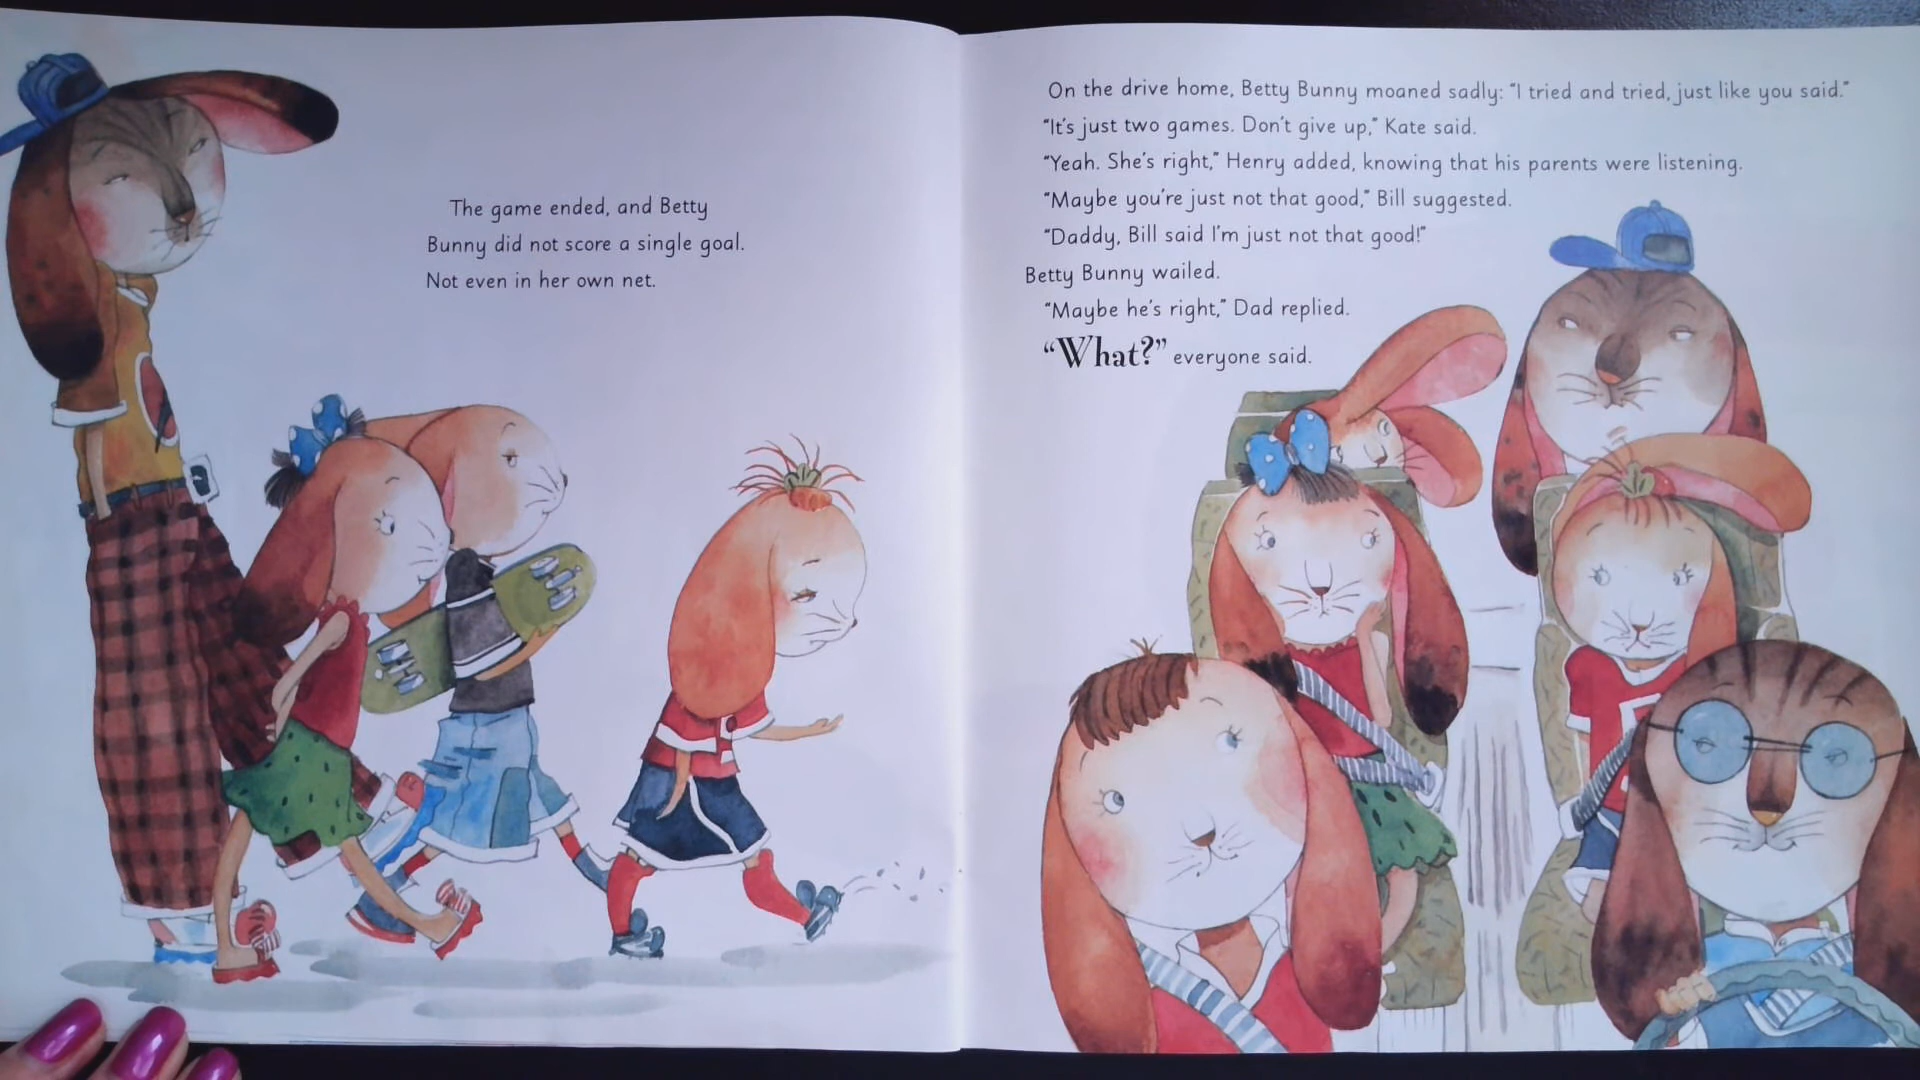 The game ended, and Betty
Bunny did not score a single goal.
Not even in her own net.
On the drive home, Betty Bunny moaned sadly: “I tried and tried, just like you said.”
“It’s just two games. Don’t give up,” Kate said.
“Yeah. She’s right,” Henry added, knowing that his parents were listening.
“Maybe you’re just not that good,” Bill suggested.
“Daddy, Bill said I’m just not that good!”
Betty Bunny wailed.
“Maybe he’s right,” Dad replied.
“What?” everyone said.